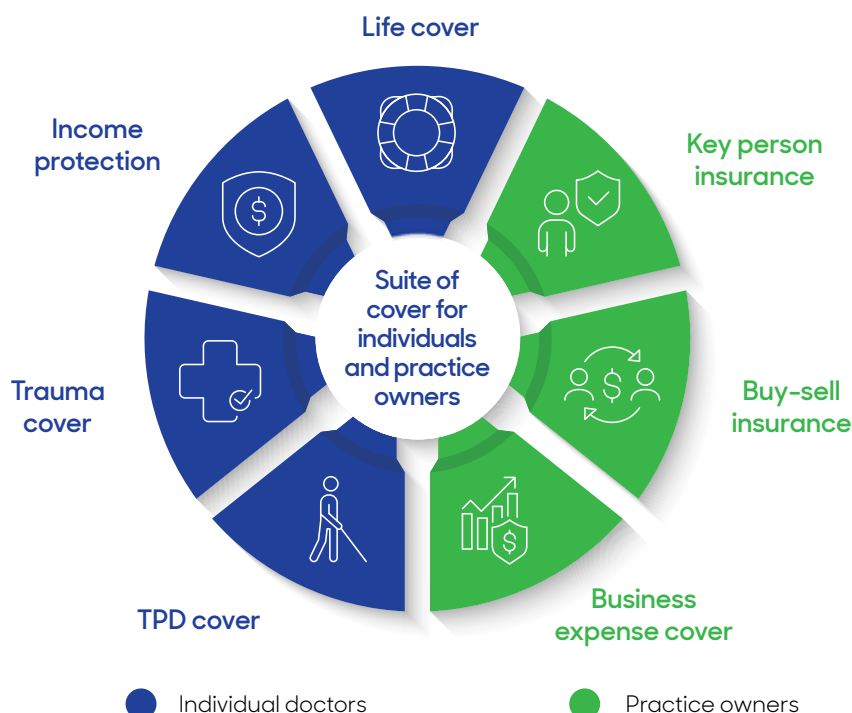 Life cover
Income
protection
Key person
insurance
Suite of
cover for
individuals
and practice
owners
Trauma
cover
Buy-sell
insurance
TPD cover
Business
expense cover
Individual doctors
Practice owners
$
$
$